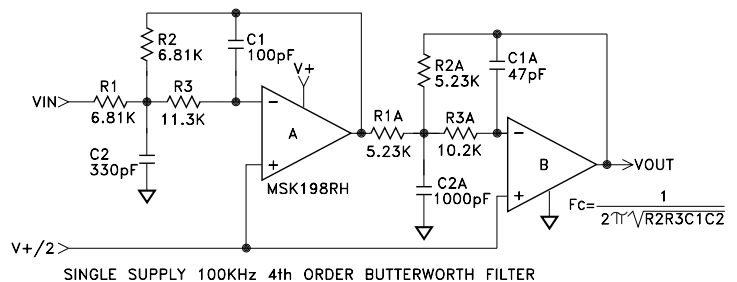 R2
6.81K
C1
100pF
V+
R2A
5.23K
C1A
47pF
VIN
R1
6.81K
R3
11.3K
−
A
+
MSK198RH
R1A
5.23K
R3A
10.2K
−
B
+
VOUT
C2
330pF
C2A
1000pF
Fc= 1
2π√R2R3C1C2
V+/2
SINGLE SUPPLY 100KHz 4th ORDER BUTTERWORTH FILTER